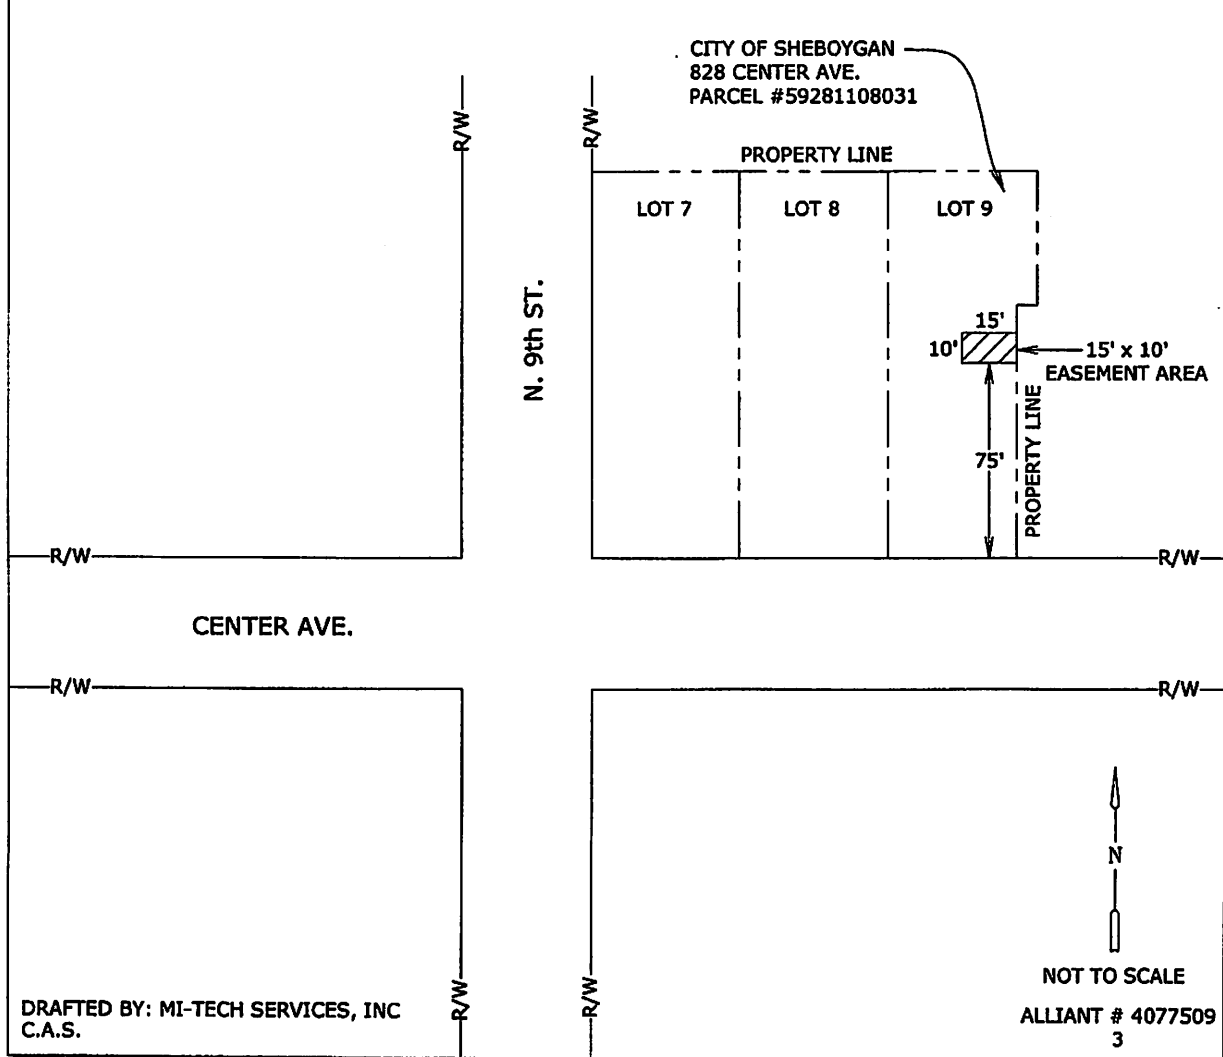 CITY OF SHEBOYGAN
828 CENTER AVE.
PARCEL #59281108031
R/W
R/W
PROPERTY LINE
LOT 7
LOT 8
LOT 9
N. 9th ST.
15'
10'
15' x 10'
EASEMENT AREA
75'
PROPERTY LINE
R/W
R/W
CENTER AVE.
R/W
R/W
N
NOT TO SCALE
R/W
R/W
DRAFTED BY: MI-TECH SERVICES, INC
C.A.S.
ALLIANT # 4077509
3